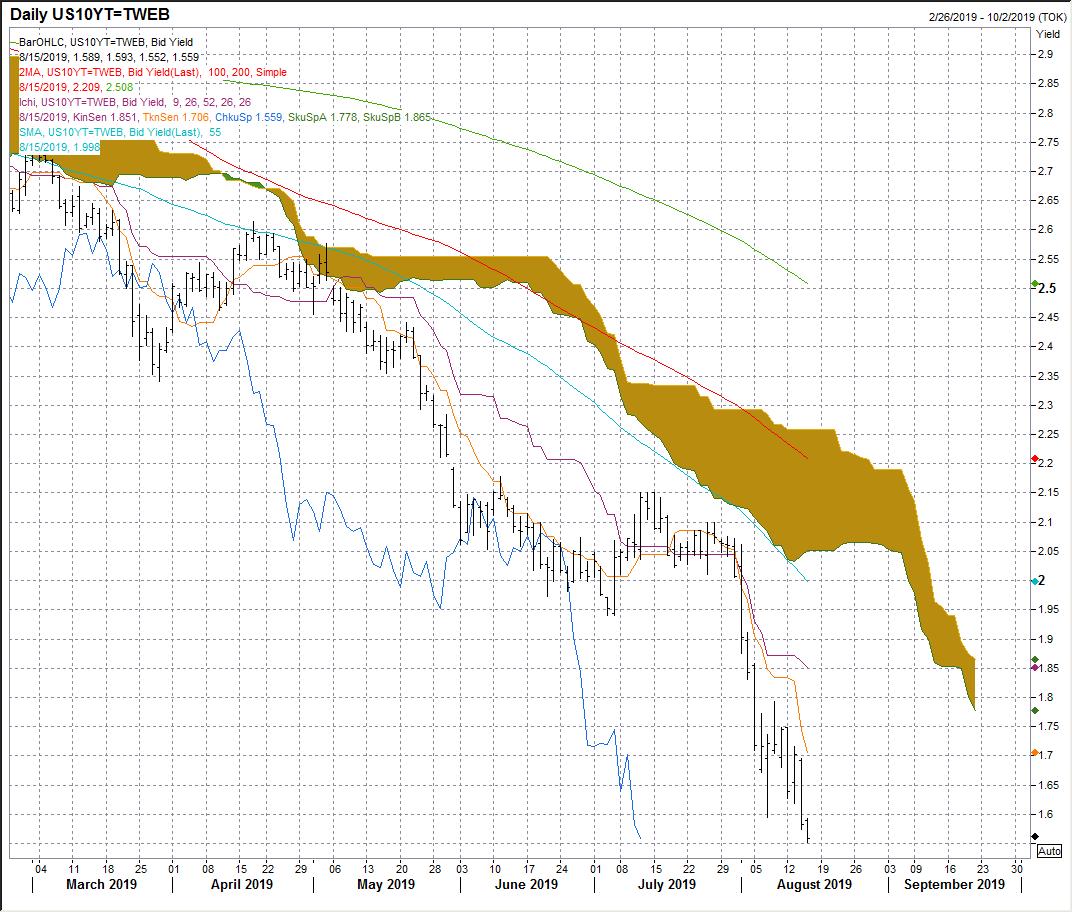 Daily US10YT=TWEB
2/26/2019 - 10/2/2019 (TOK)
Yield
BarOHLC, US10YT=TWEB, Bid Yield
8/15/2019, 1.589, 1.593, 1.552, 1.559
2MA, US10YT=TWEB, Bid Yield(Last), 100, 200, Simple
8/15/2019, 2.209, 2.508
Ichi, US10YT=TWEB, Bid Yield, 9, 26, 52, 26, 26
8/15/2019, KinSen 1.851, TknSen 1.706, ChkuSp 1.559, SkuSpA 1.778, SkuSpB 1.865
SMA, US10YT=TWEB, Bid Yield(Last), 55
8/15/2019, 1.998
2.9
2.85
2.8
2.75
2.7
2.65
2.6
2.55
2.5
2.45
2.4
2.35
2.3
2.25
2.2
2.15
2.1
2.05
2
1.95
1.9
1.85
1.8
1.75
1.7
1.65
1.6
Auto
04 11 18 25 01 08 15 22 29 06 13 20 28 03 10 17 24 01 08 15 22 29 05 12 19 26 03 09 16 23 30
March 2019 April 2019 May 2019 June 2019 July 2019 August 2019 September 2019